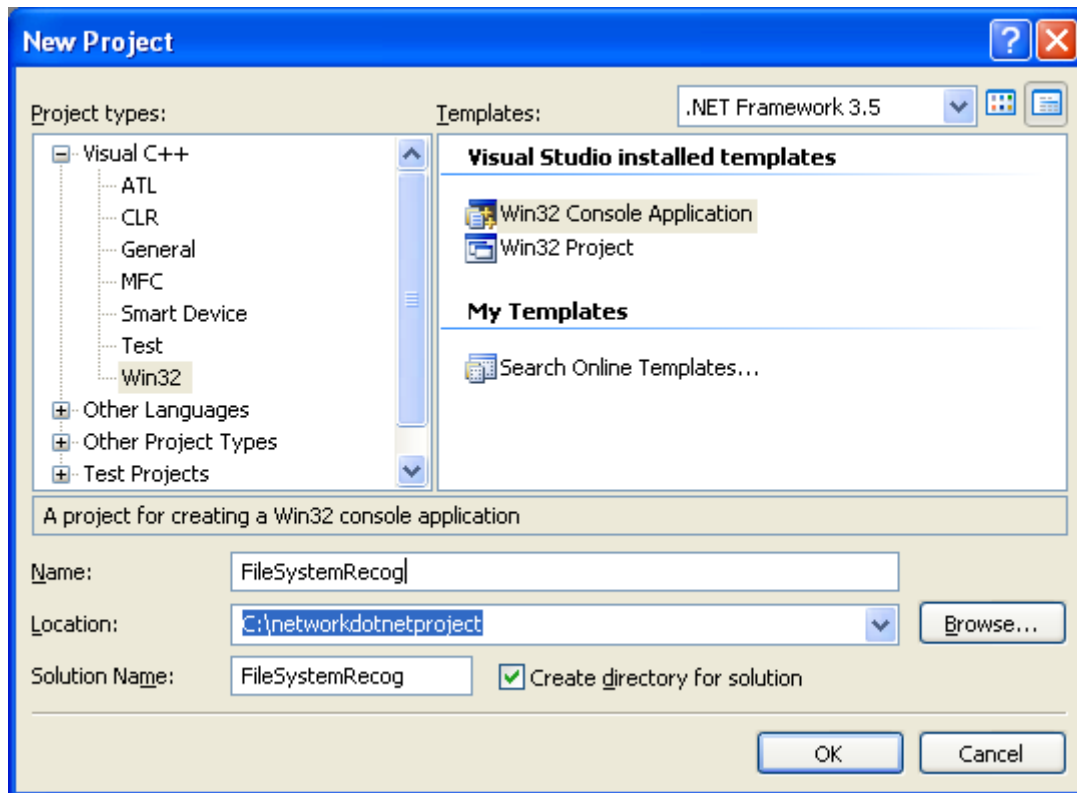 New Project
Project types:
Templates:
.NET Framework 3.5
Visual C++
ATL
CLR
General
MFC
Smart Device
Test
Win32
Other Languages
Other Project Types
Test Projects
Visual Studio installed templates
Win32 Console Application
Win32 Project
My Templates
Search Online Templates...
A project for creating a Win32 console application
Name:
FileSystemRecog
Location:
C:\networkdotnetproject
Browse...
Solution Name:
FileSystemRecog
Create directory for solution
OK
Cancel